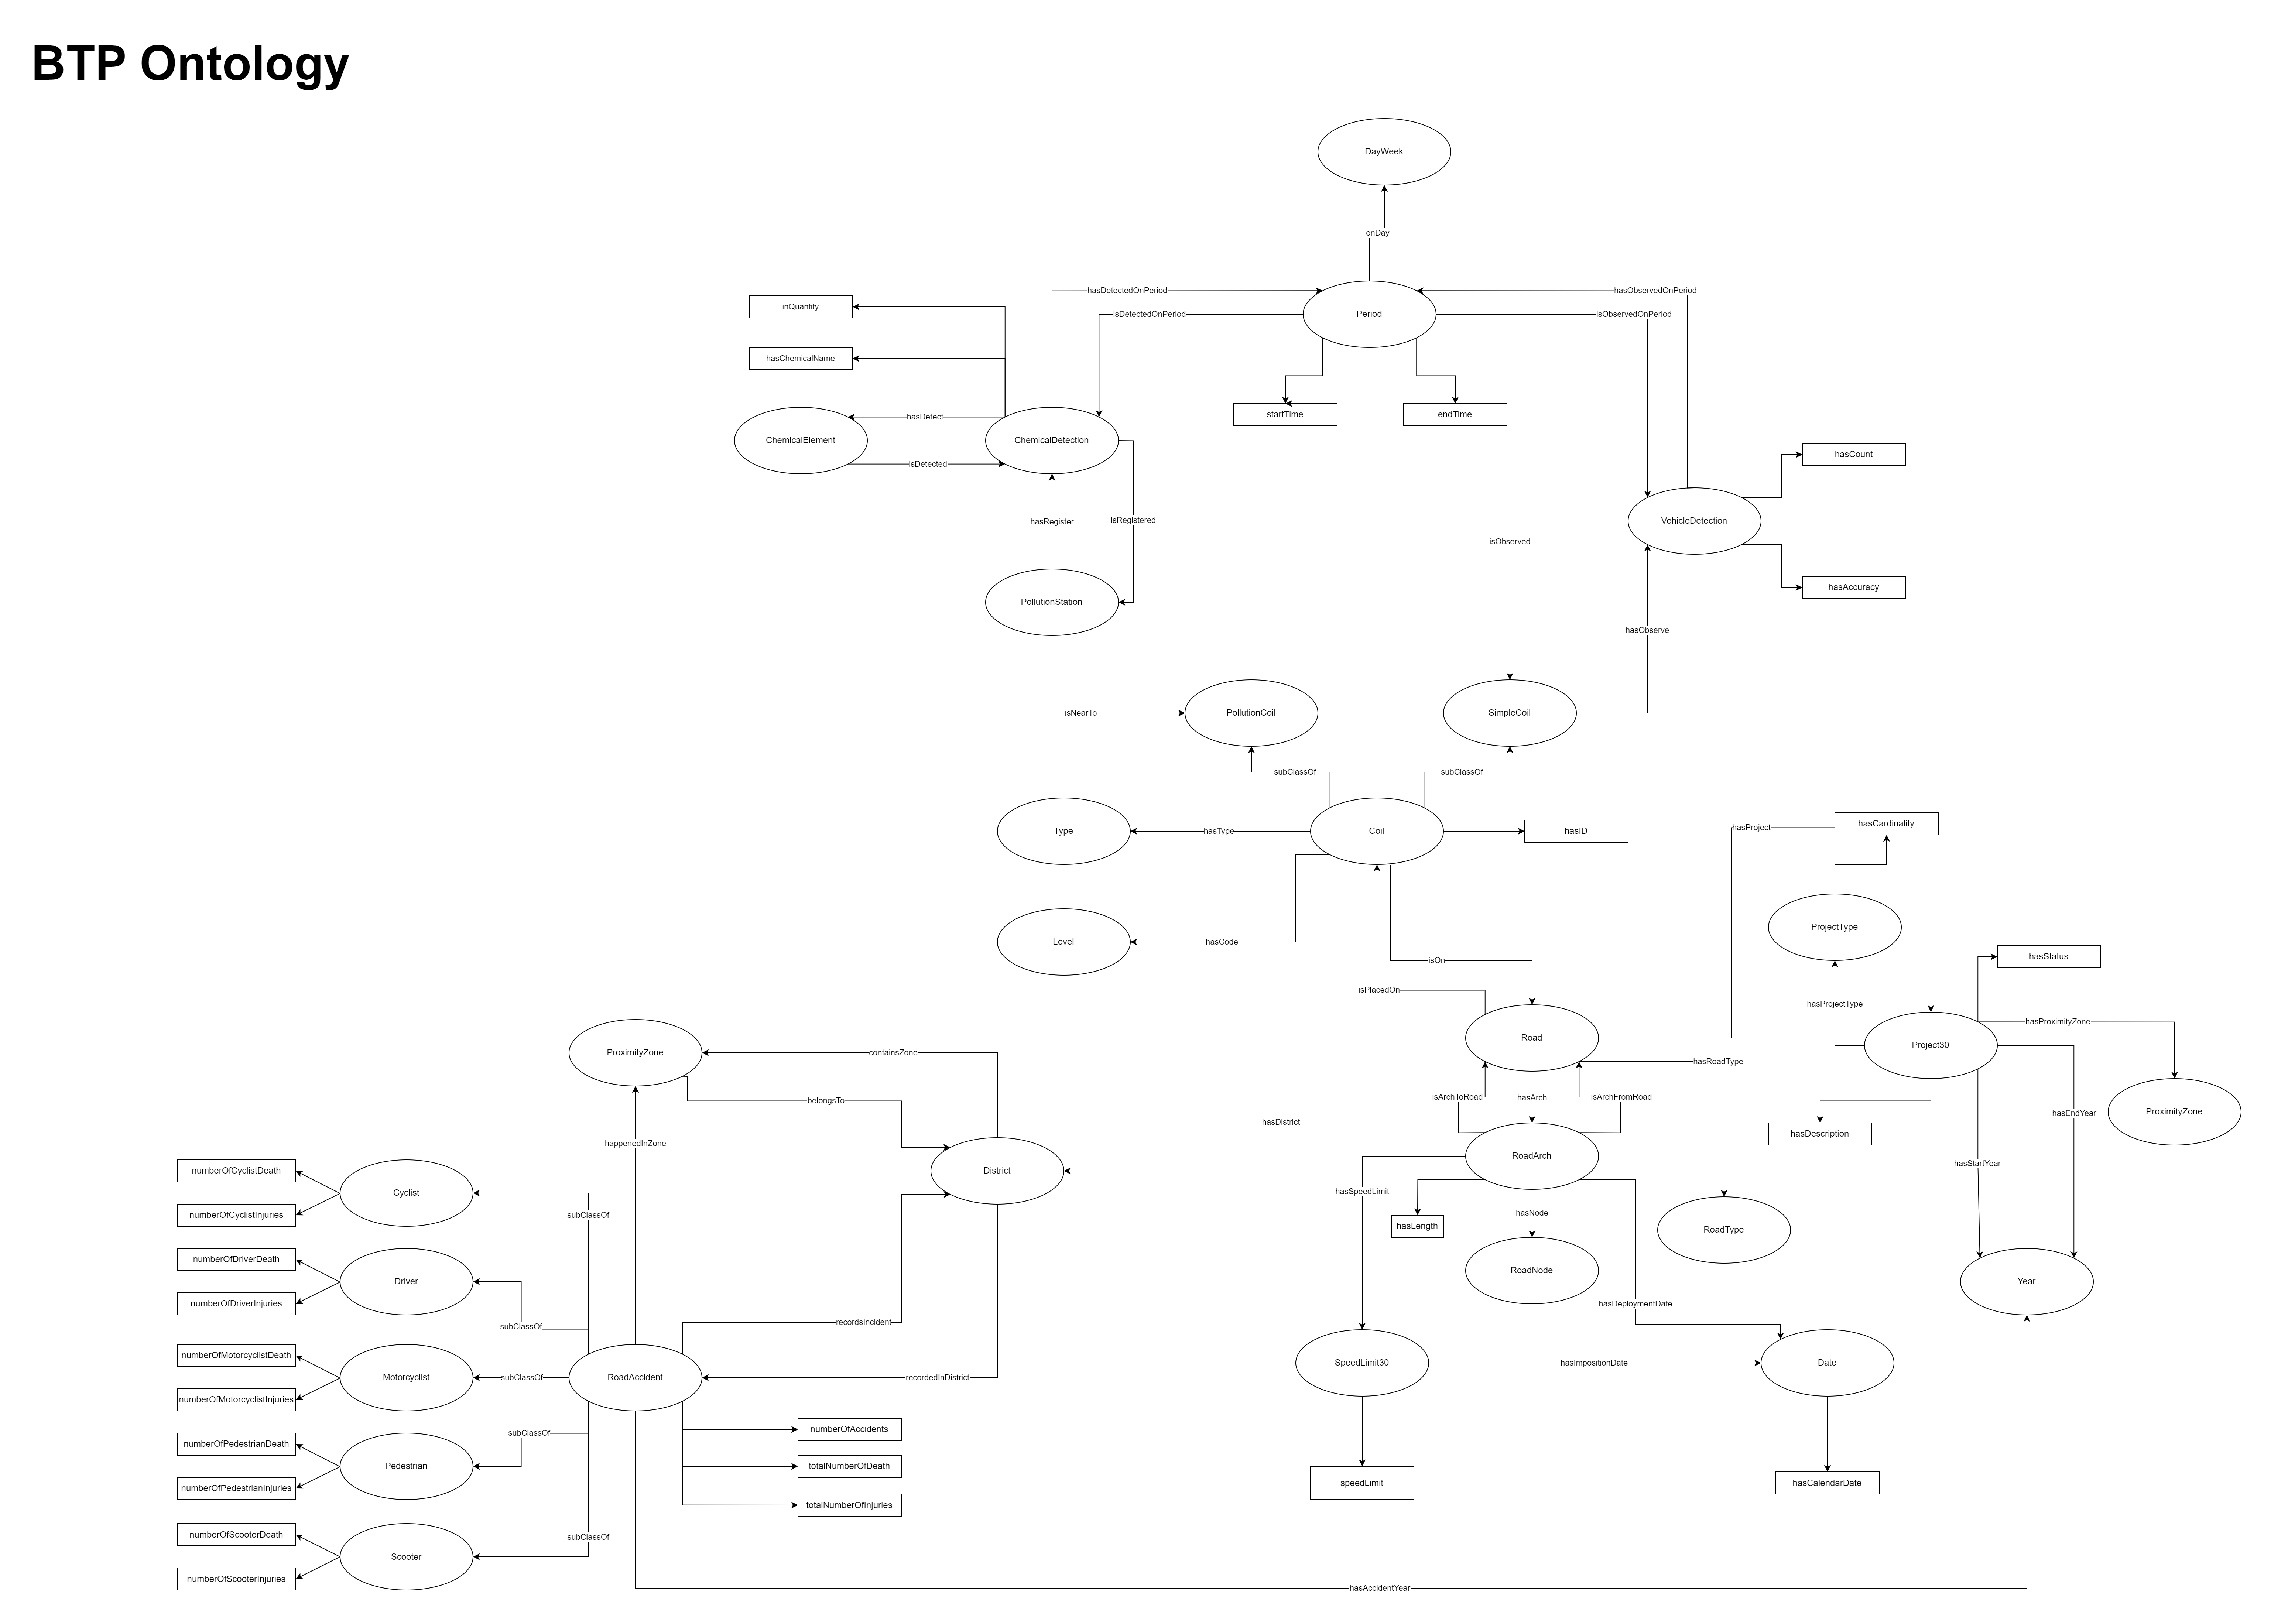 BTP Ontology
DayWeek
onDay
hasDetectedOnPeriod
hasObservedOnPeriod
inQuantity
isDetectedOnPeriod
Period
isObservedOnPeriod
hasChemicalName
startTime
endTime
hasDetect
ChemicalElement
ChemicalDetection
hasCount
isDetected
hasRegister
isRegistered
VehicleDetection
isObserved
hasAccuracy
PollutionStation
hasObserve
isNearTo
PollutionCoil
SimpleCoil
subClassOf
subClassOf
Type
hasType
Coil
hasID
hasProject
hasCardinality
ProjectType
Level
hasCode
isOn
hasStatus
isPlacedOn
hasProjectType
hasProximityZone
Road
Project30
ProximityZone
containsZone
hasRoadType
isArchToRoad
hasArch
isArchFromRoad
belongsTo
ProximityZone
hasEndYear
hasDistrict
hasDescription
happenedInZone
RoadArch
hasStartYear
District
numberOfCyclistDeath
Cyclist
hasSpeedLimit
numberOfCyclistInjuries
subClassOf
hasNode
hasLength
RoadType
numberOfDriverDeath
Driver
numberOfDriverInjuries
RoadNode
Year
hasDeploymentDate
subClassOf
recordsIncident
numberOfMotorcyclistDeath
SpeedLimit30
hasImpositionDate
Date
Motorcyclist
subClassOf
RoadAccident
recordedInDistrict
numberOfMotorcyclistInjuries
numberOfAccidents
subClassOf
numberOfPedestrianDeath
Pedestrian
totalNumberOfDeath
numberOfPedestrianInjuries
speedLimit
hasCalendarDate
totalNumberOfInjuries
numberOfScooterDeath
subClassOf
Scooter
numberOfScooterInjuries
hasAccidentYear